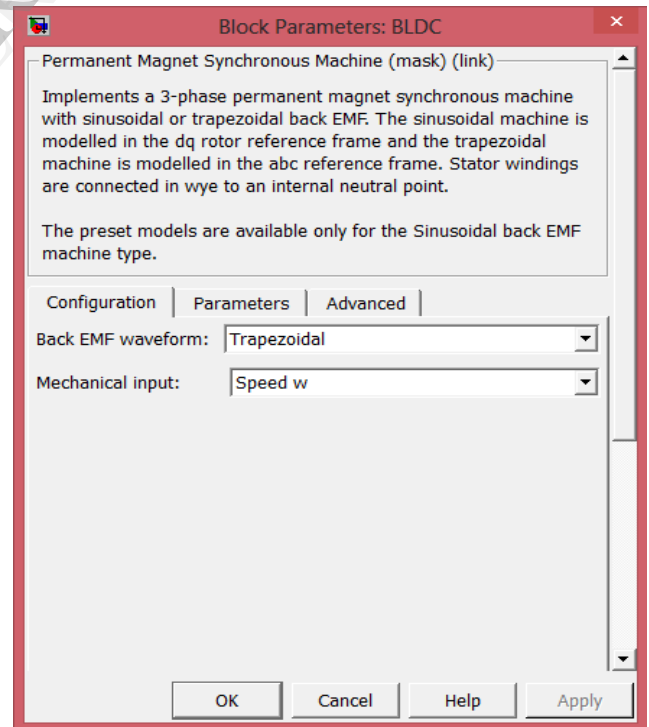 Block Parameters: BLDC
Permanent Magnet Synchronous Machine (mask) (link)
Implements a 3-phase permanent magnet synchronous machine
with sinusoidal or trapezoidal back EMF. The sinusoidal machine is
modelled in the dq rotor reference frame and the trapezoidal
machine is modelled in the abc reference frame. Stator windings
are connected in wye to an internal neutral point.
The preset models are available only for the Sinusoidal back EMF
machine type.
Configuration Parameters Advanced
Back EMF waveform: Trapezoidal
Mechanical input: Speed w
OK Cancel Help Apply